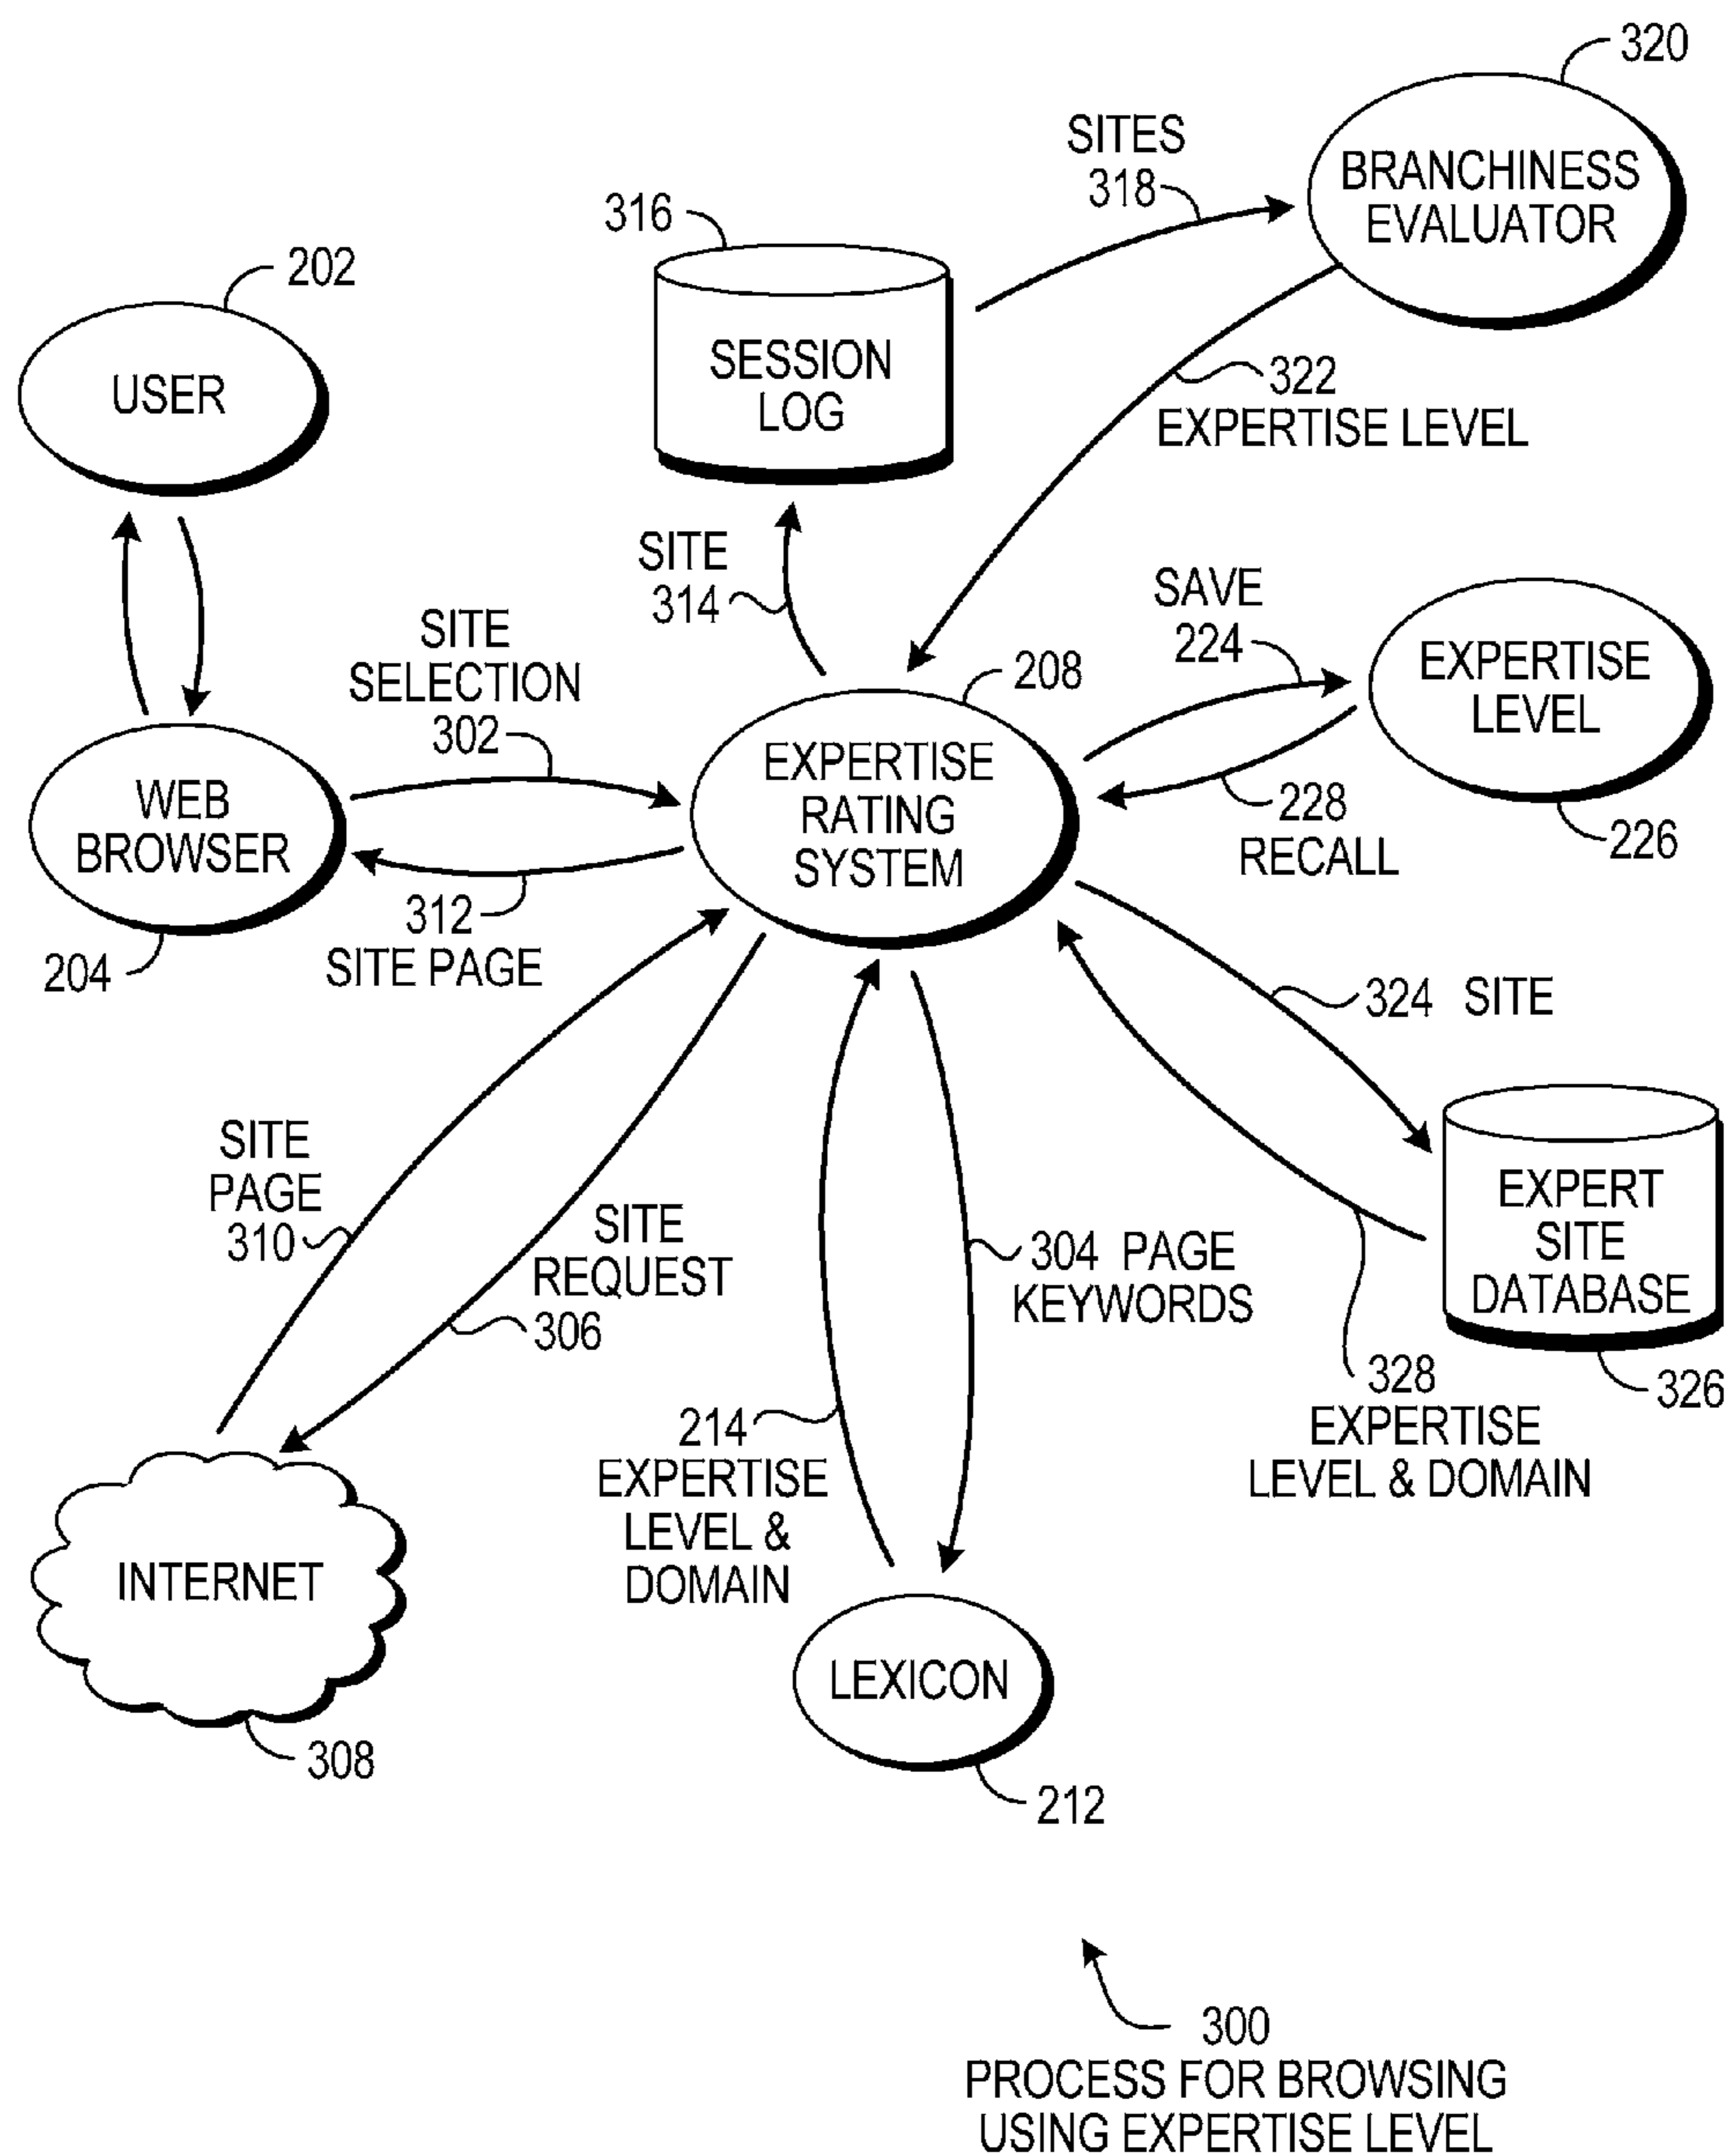 320
BRANCHINESS
EVALUATOR
SITES
318
316
SESSION
LOG
202
USER
322
EXPERTISE LEVEL
SITE
314
SAVE
224
EXPERTISE
LEVEL
226
228
RECALL
SITE
SELECTION
302
208
EXPERTISE
RATING
SYSTEM
WEB
BROWSER
204
312
SITE PAGE
324 SITE
EXPERT
SITE
DATABASE
326
328
EXPERTISE
LEVEL & DOMAIN
SITE
PAGE
310
SITE
REQUEST
306
304 PAGE
KEYWORDS
214
EXPERTISE
LEVEL &
DOMAIN
INTERNET
308
LEXICON
212
300
PROCESS FOR BROWSING
USING EXPERTISE LEVEL